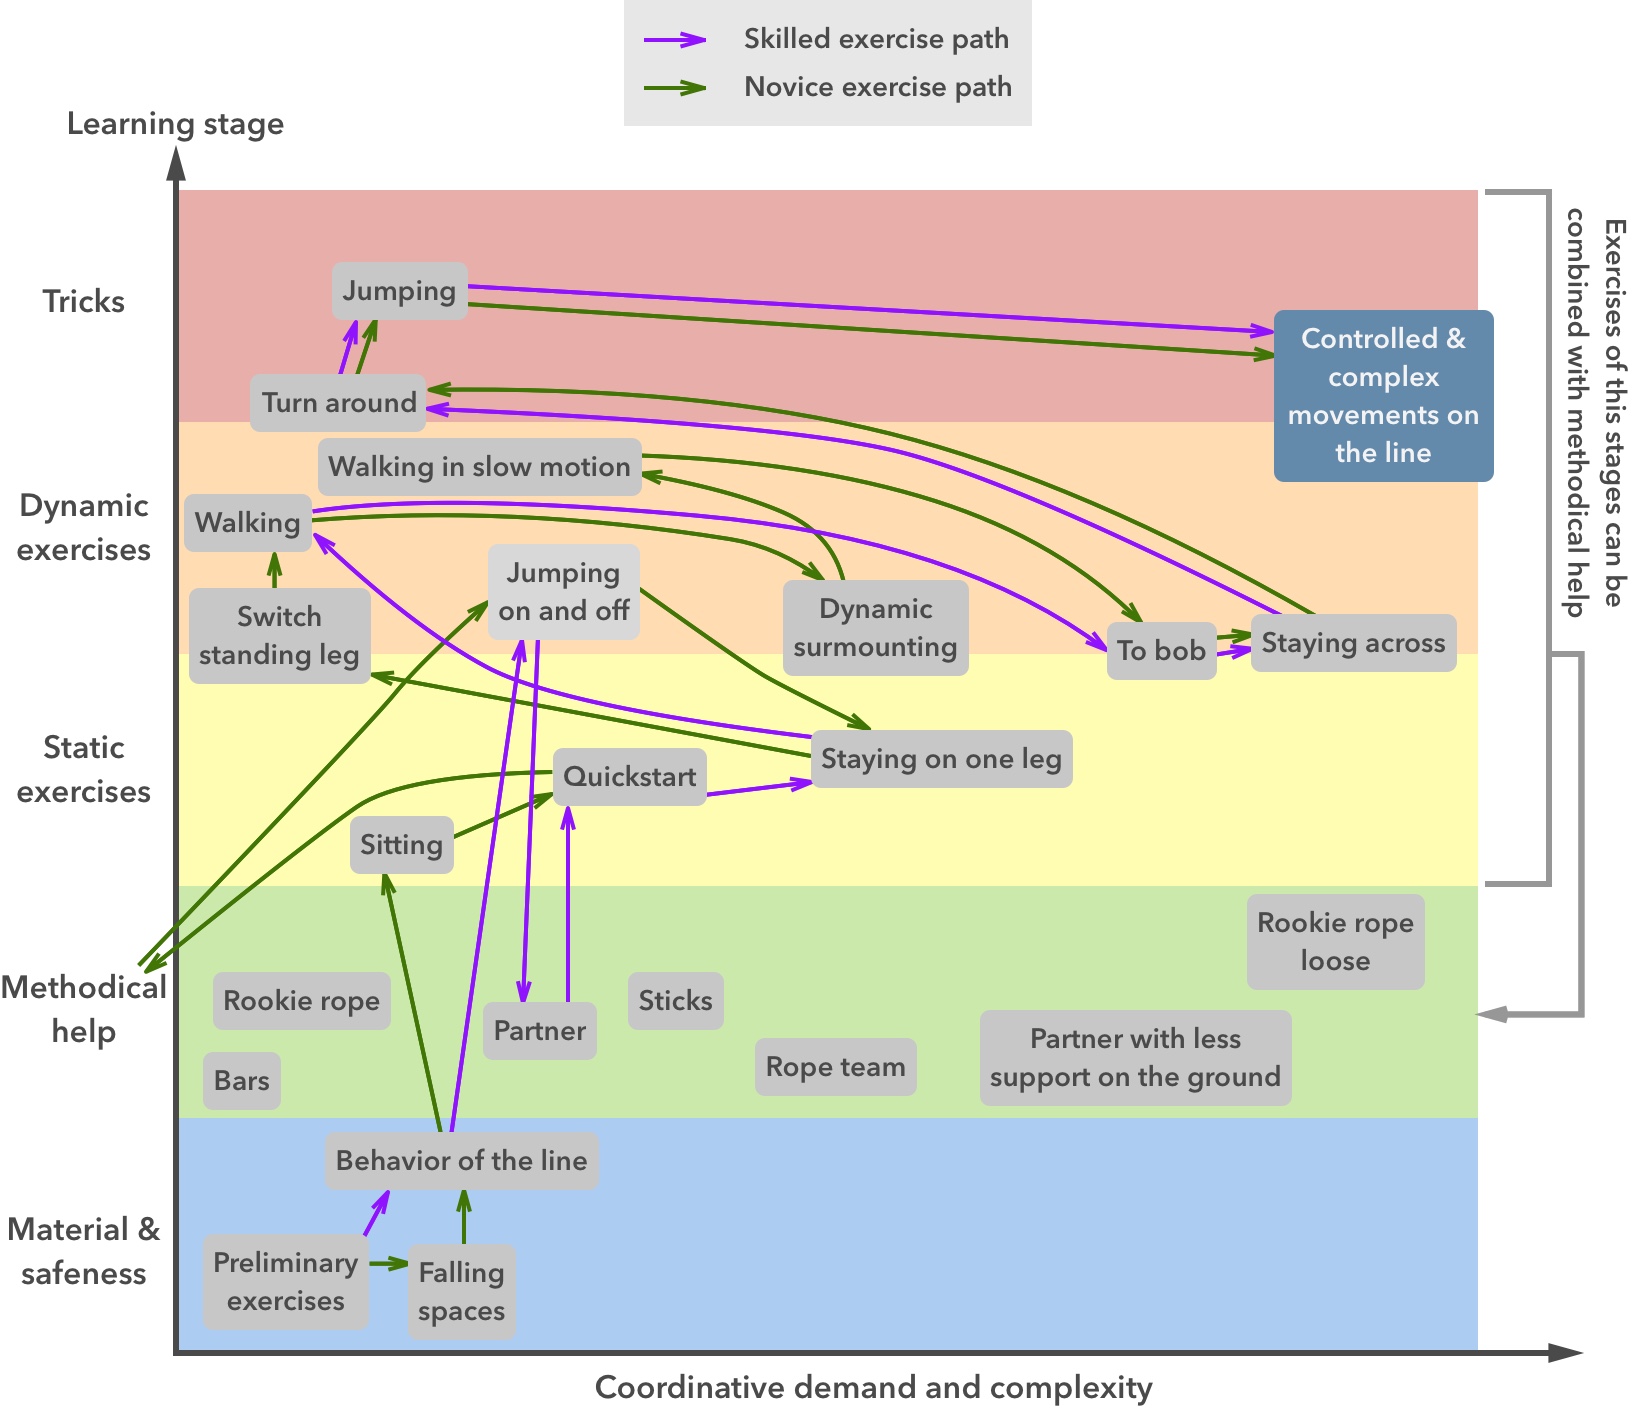 Skilled exercise path
Novice exercise path
Learning stage
Tricks
Jumping
Turn around
Controlled &
complex
movements on
the line
Exercises of this stages can be
combined with methodical help
Dynamic
exercises
Walking in slow motion
Walking
Switch
standing leg
Jumping
on and off
Dynamic
surmounting
To bob
Staying across
Static
exercises
Staying on one leg
Quickstart
Sitting
Methodical
help
Rookie rope
loose
Rookie rope
Partner
Sticks
Bars
Rope team
Partner with less
support on the ground
Material &
safeness
Behavior of the line
Preliminary
exercises
Falling
spaces
Coordinative demand and complexity